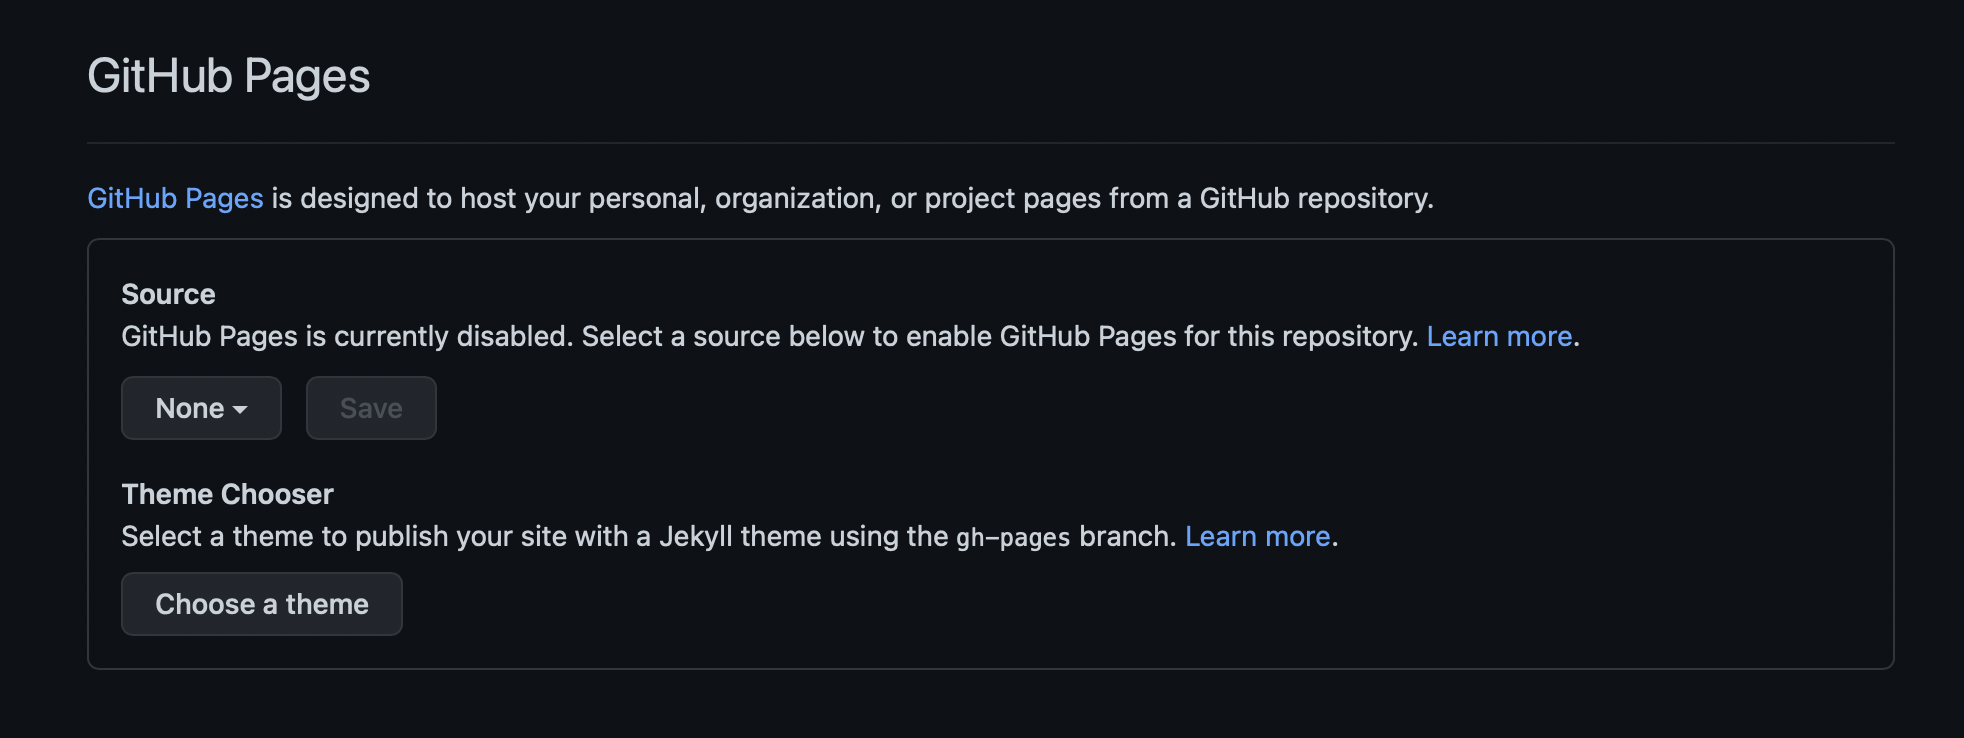 GitHub Pages
GitHub Pages is designed to host your personal, organization, or project pages from a GitHub repository.
Source
GitHub Pages is currently disabled. Select a source below to enable GitHub Pages for this repository. Learn more.
None Save
Theme Chooser
Select a theme to publish your site with a Jekyll theme using the gh-pages branch. Learn more.
Choose a theme